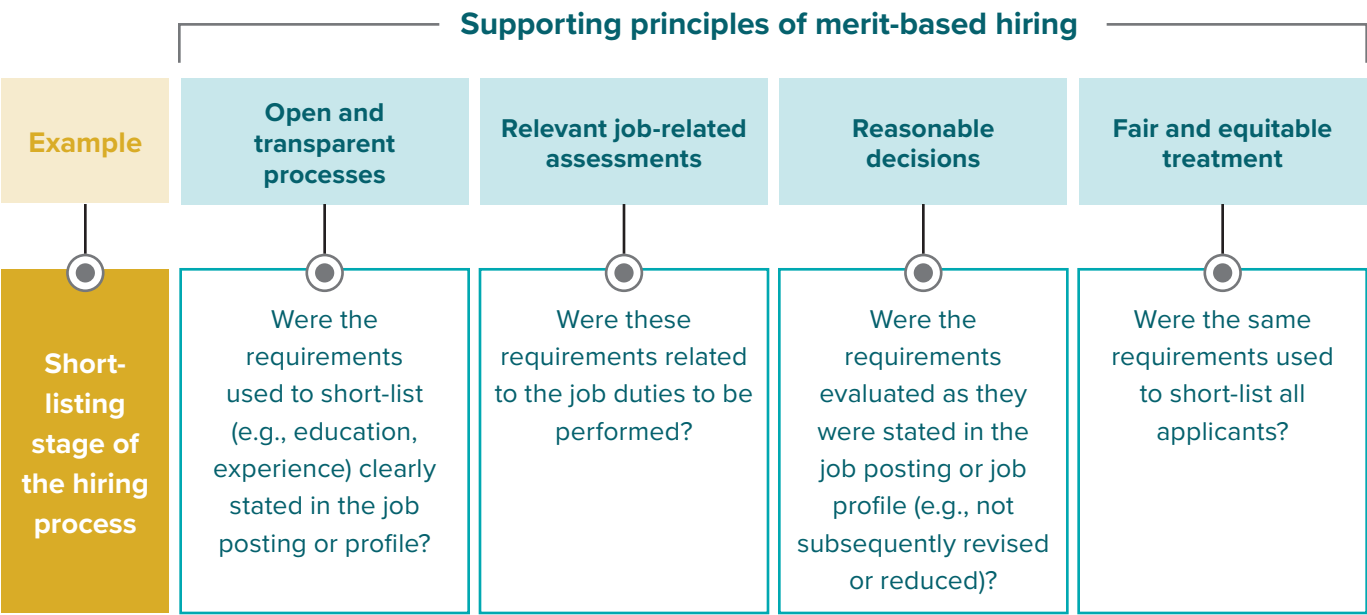 Supporting principles of merit-based hiring
Example
Open and
transparent
processes
Relevant job-related
assessments
Reasonable
decisions
Fair and equitable
treatment
Short-
listing
stage of
the hiring
process
Were the
requirements
used to short-list
(e.g., education,
experience) clearly
stated in the job
posting or profile?
Were these
requirements related
to the job duties to be
performed?
Were the
requirements
evaluated as they
were stated in the
job posting or job
profile (e.g., not
subsequently revised
or reduced)?
Were the same
requirements used
to short-list all
applicants?